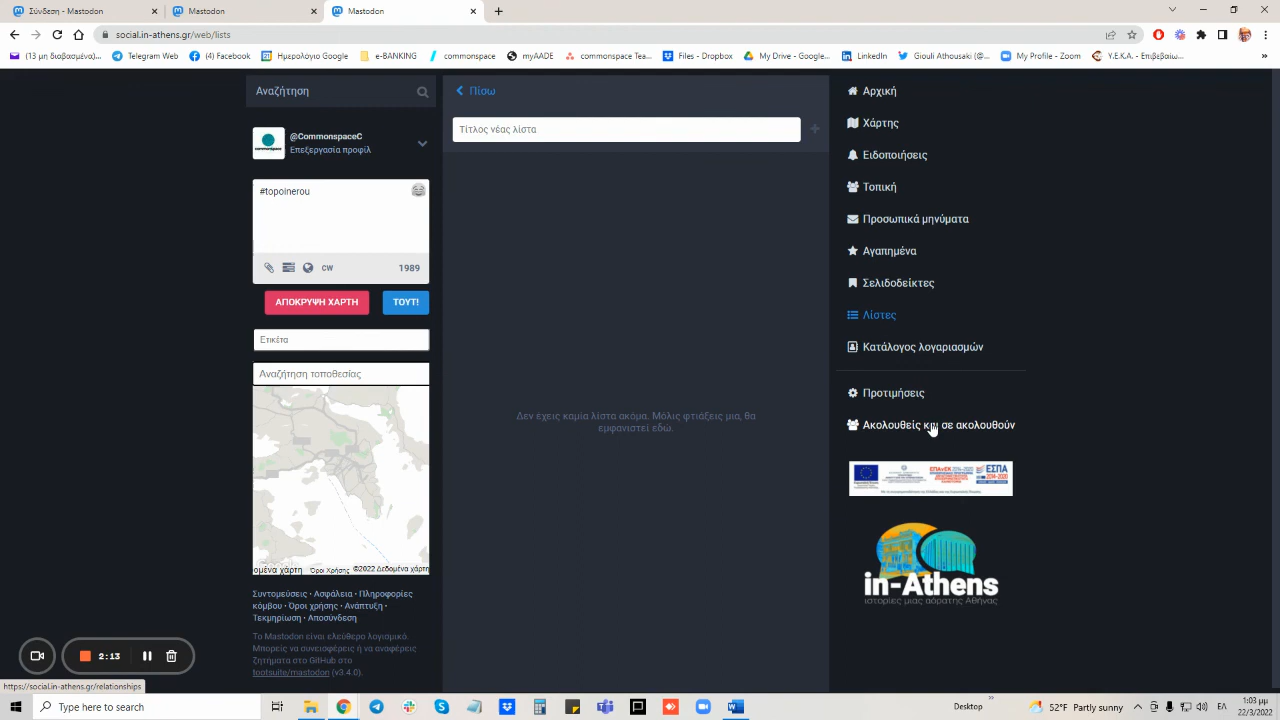 Σύνδεση - Mastodon
Mastodon
Mastodon
social.in-athens.gr/web/lists
(13 μη διαβασμένα)...
Telegram Web
(4) Facebook
Ημερολόγιο Google
e-BANKING
commonspace
myAADE
commonspace Tea...
Files - Dropbox
My Drive - Google...
LinkedIn
Giouli Athousaki (@...
My Profile - Zoom
Υ.Ε.Κ.Α. - Επιβεβαίω...
»
Αναζήτηση
@CommonspaceC
Επεξεργασία προφίλ
#topoinerou
CW
1989
ΑΠΟΚΡΥΨΗ ΧΑΡΤΗ
ΤΟΥΤ!
Ετικέτα
Αναζήτηση τοποθεσίας
ομένα χάρτη
Όροι Χρήσης
©2022 Δεδομένα χάρτη
Συντομεύσεις · Ασφάλεια · Πληροφορίες
κόμβου · Όροι χρήσης · Ανάπτυξη ·
Τεκμηρίωση · Αποσύνδεση
Το Mastodon είναι ελεύθερο λογισμικό.
Μπορείς να συνεισφέρεις ή να αναφέρεις
ζητήματα στο GitHub στο
tootsuite/mastodon (v3.4.0).
Πίσω
Τίτλος νέας λίστα
Δεν έχεις καμία λίστα ακόμα. Μόλις φτιάξεις μια, θα
εμφανιστεί εδώ.
Αρχική
Χάρτης
Ειδοποιήσεις
Τοπική
Προσωπικά μηνύματα
Αγαπημένα
Σελιδοδείκτες
Λίστες
Κατάλογος λογαριασμών
Προτιμήσεις
Ακολουθείς και σε ακολουθούν
ΕΠΑνΕΚ
ΕΣΠΑ
2014-2020
in-Athens
ιστορίες μιας αόρατης Αθήνας
2:13
https://social.in-athens.gr/relationships
Type here to search
Desktop
»
52°F Partly sunny
ΕΛ
1:03 μμ
22/3/2022